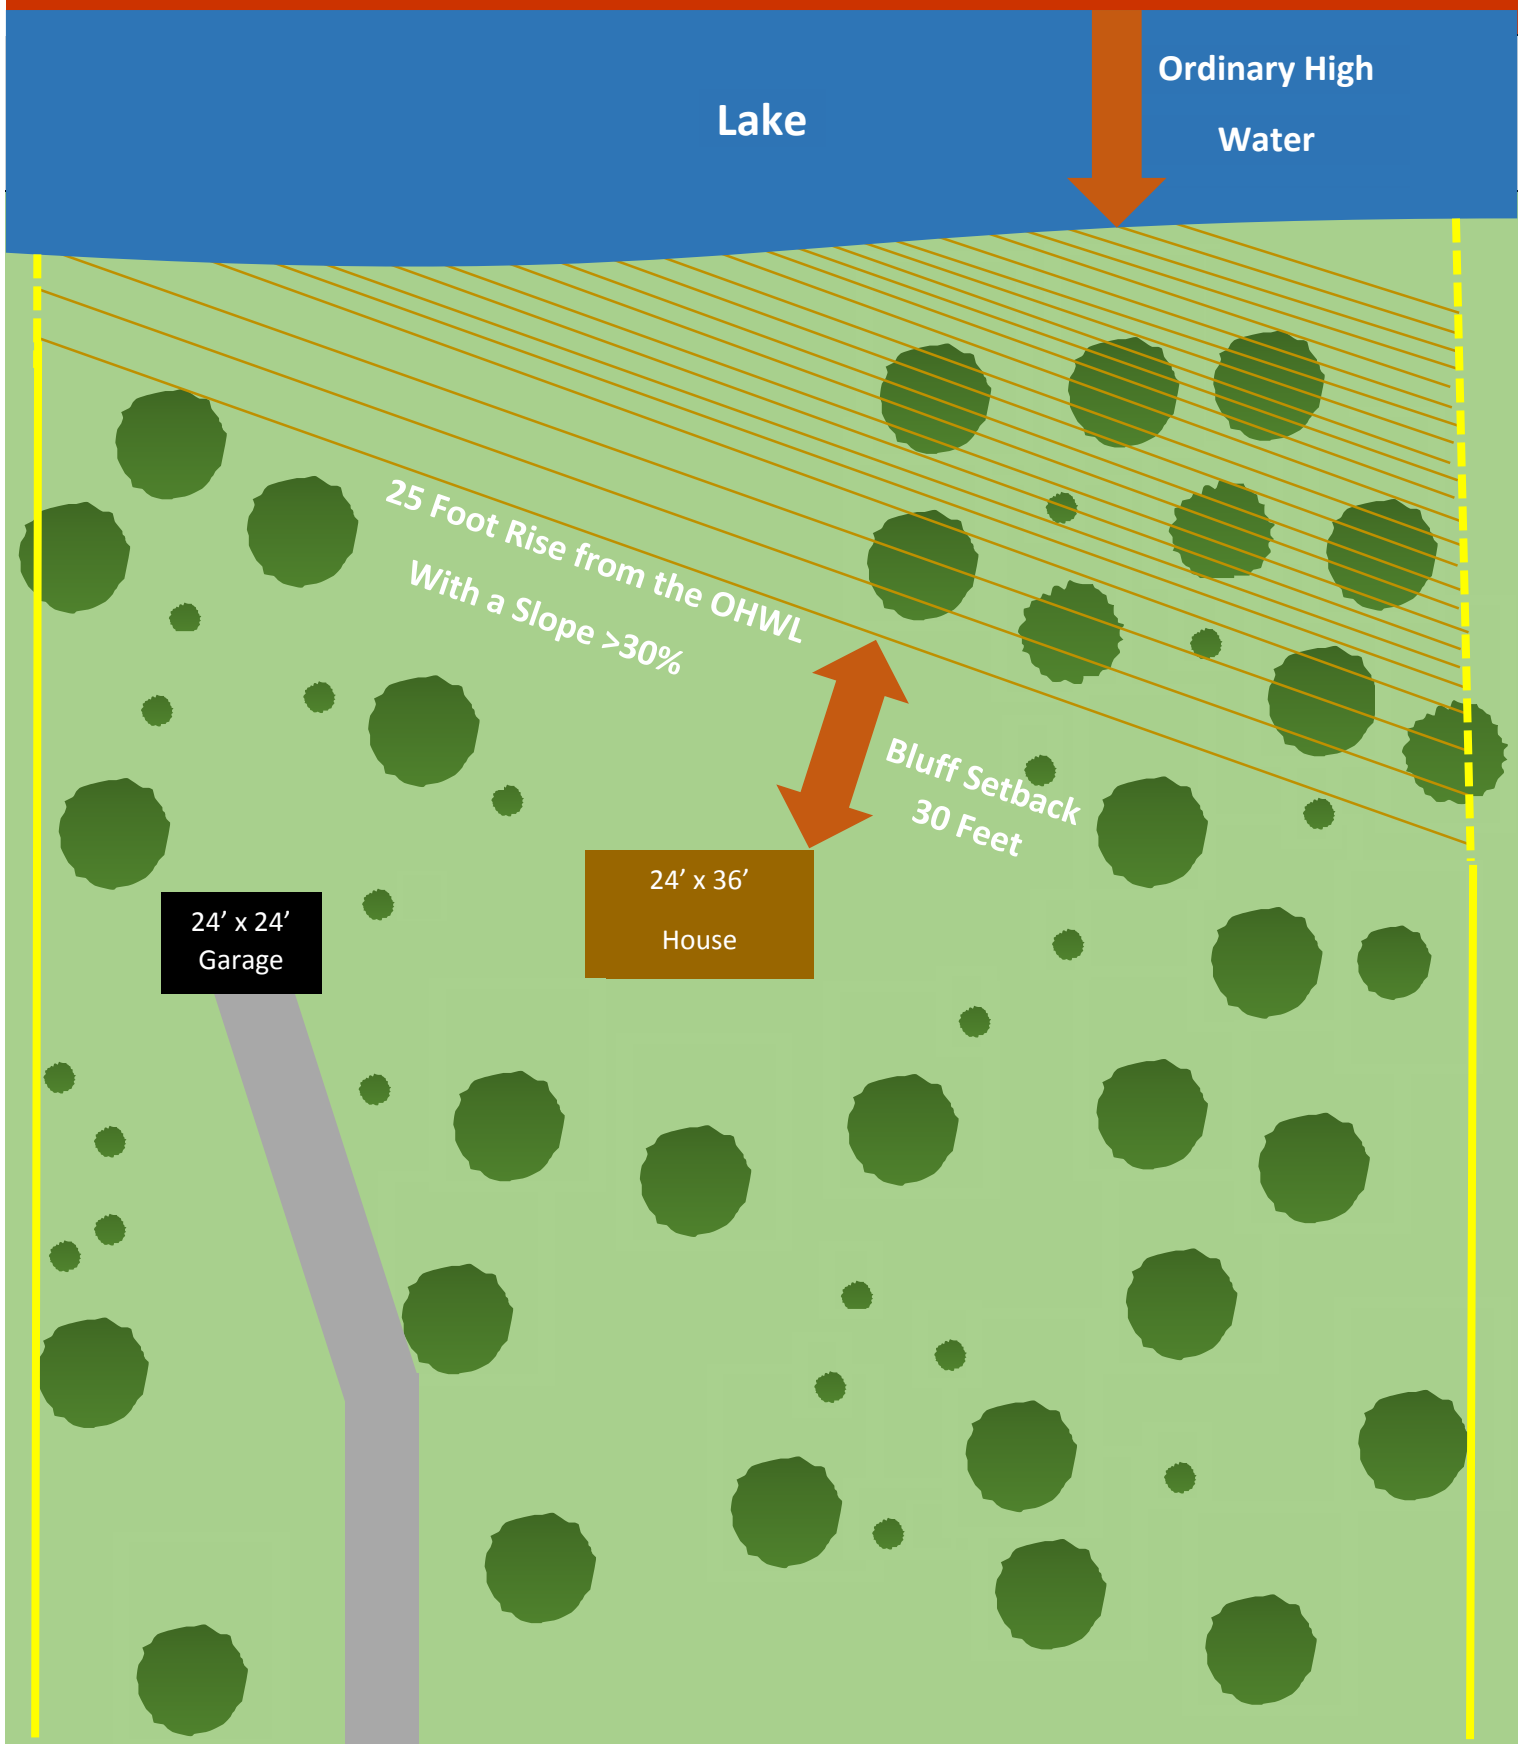 Ordinary High
Water
Lake
25 Foot Rise from the OHWL
With a Slope >30%
Bluff Setback
30 Feet
24’ x 36’
House
24’ x 24’
Garage